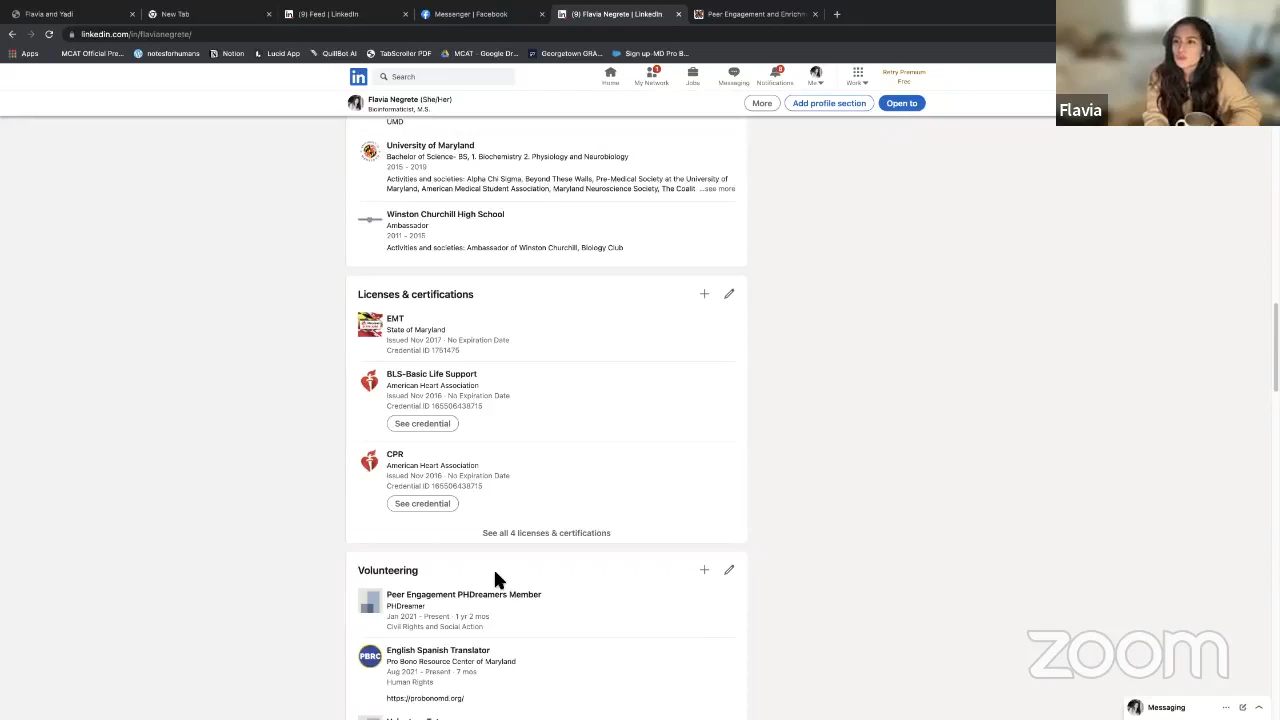 Flavia and Yadi
New Tab
(9) Feed | LinkedIn
Messenger | Facebook
(9) Flavia Negrete | LinkedIn
Peer Engagement and Enrichm
linkedin.com/in/flavianegrete/
Apps
MCAT Official Pre...
notestorhumans
Notion
Lucid App
QuillBot AI
TabScroller PDF
MCAT - Google Dr...
Georgetown GRA...
Sign up-MD Pro B...
in
Search
Home
1
My Network
Jobs
Messaging
8
Notifications
Me
Work
Retry Premium
Free
Flavia Negrete (She/Her)
Bioinformaticist, M.S.
More
Add profile section
Open to
Flavia
UMD
University of Maryland
Bachelor of Science- BS, 1. Biochemistry 2. Physiology and Neurobiology
2015 - 2019
Activities and societies: Alpha Chi Sigma, Beyond These Walls, Pre-Medical Society at the University of
Maryland, American Medical Student Association, Maryland Neuroscience Society, The Coalit ...see more
Winston Churchill High School
Ambassador
2011 - 2015
Activities and societies: Ambassador of Winston Churchill, Biology Club
Licenses & certifications
EMT
State of Maryland
Issued Nov 2017 · No Expiration Date
Credential ID 1751475
BLS-Basic Life Support
American Heart Association
Issued Nov 2016 · No Expiration Date
Credential ID 165506438715
See credential
CPR
American Heart Association
Issued Nov 2016 · No Expiration Date
Credential ID 165506438715
See credential
See all 4 licenses & certifications
Volunteering
Peer Engagement PHDreamers Member
PHDreamer
Jan 2021 - Present · 1 yr 2 mos
Civil Rights and Social Action
PBRC
English Spanish Translator
Pro Bono Resource Center of Maryland
Aug 2021 - Present · 7 mos
Human Rights
https://probonomd.org/
zoom
Messaging